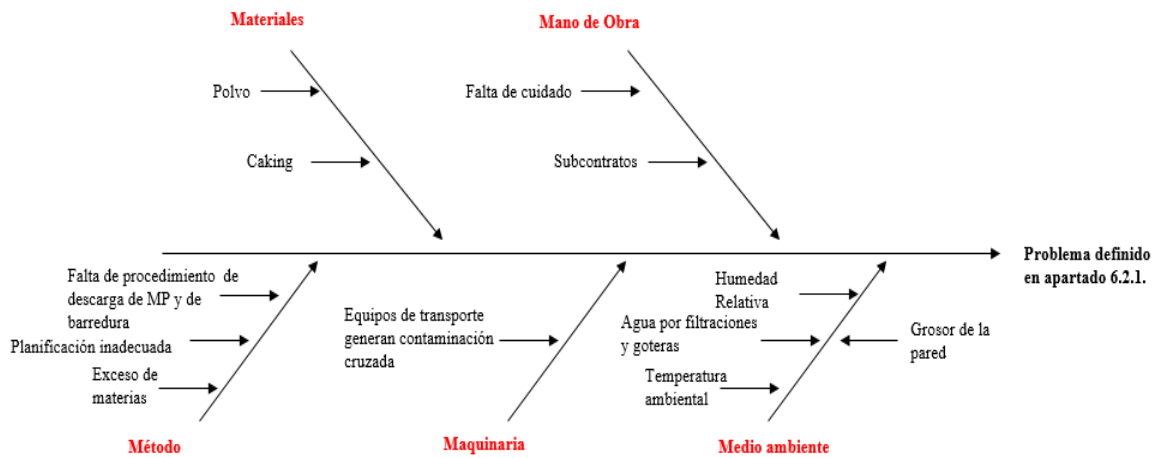 Materiales
Mano de Obra
Polvo
Falta de cuidado
Caking
Subcontratos
Problema definido
en apartado 6.2.1.
Falta de procedimiento de
descarga de MP y de
barredura
Planificación inadecuada
Exceso de
materias
Equipos de transporte
generan contaminación
cruzada
Humedad
Relativa
Agua por filtraciones
y goteras
Grosor de la
pared
Temperatura
ambiental
Método
Maquinaria
Medio ambiente